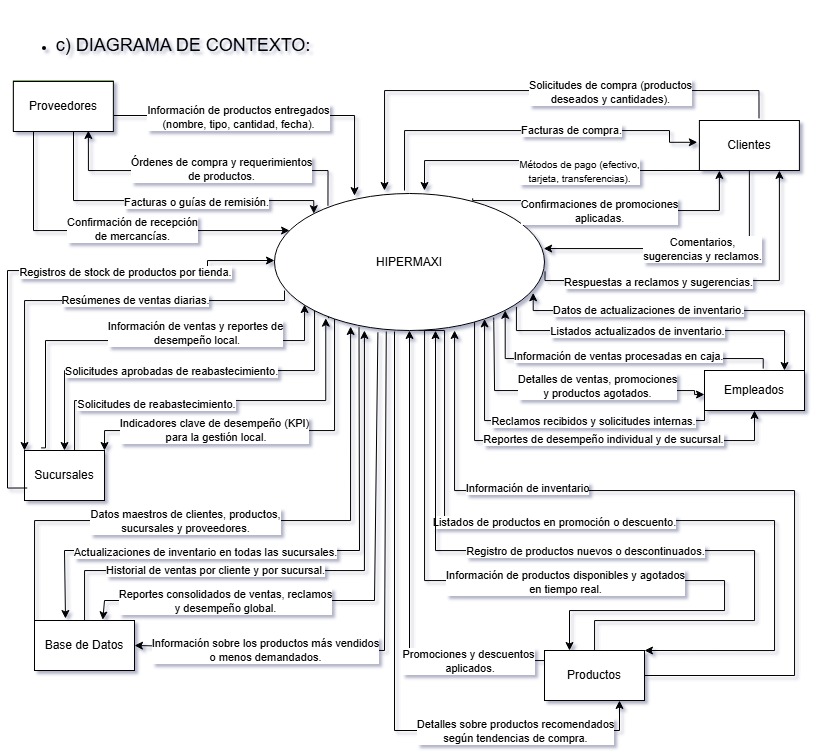 • c) DIAGRAMA DE CONTEXTO:
Proveedores
Información de productos entregados
(nombre, tipo, cantidad, fecha).
Órdenes de compra y requerimientos
de productos.
Facturas o guías de remisión.
Confirmación de recepción
de mercancías.
Solicitudes de compra (productos
deseados y cantidades).
Facturas de compra.
Clientes
Métodos de pago (efectivo,
tarjeta, transferencias).
Confirmaciones de promociones
aplicadas.
Comentarios,
sugerencias y reclamos.
Respuestas a reclamos y sugerencias.
HIPERMAXI
Registros de stock de productos por tienda.
Resúmenes de ventas diarias.
Información de ventas y reportes de
desempeño local.
Solicitudes aprobadas de reabastecimiento.
Solicitudes de reabastecimiento.
Indicadores clave de desempeño (KPI)
para la gestión local.
Sucursales
Datos de actualizaciones de inventario.
Listados actualizados de inventario.
Información de ventas procesadas en caja.
Detalles de ventas, promociones
y productos agotados.
Empleados
Reclamos recibidos y solicitudes internas.
Reportes de desempeño individual y de sucursal.
Datos maestros de clientes, productos,
sucursales y proveedores.
Actualizaciones de inventario en todas las sucursales.
Historial de ventas por cliente y por sucursal.
Reportes consolidados de ventas, reclamos
y desempeño global.
Base de Datos
Información sobre los productos más vendidos
o menos demandados.
Información de inventario
Listados de productos en promoción o descuento.
Registro de productos nuevos o descontinuados.
Información de productos disponibles y agotados
en tiempo real.
Promociones y descuentos
aplicados.
Productos
Detalles sobre productos recomendados
según tendencias de compra.